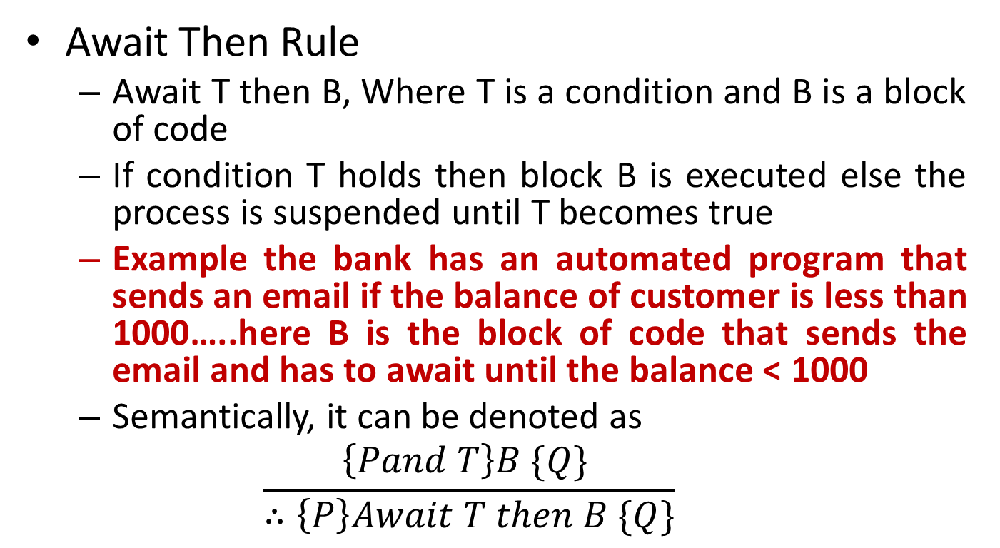 • Await Then Rule
– Await T then B, Where T is a condition and B is a block
of code
– If condition T holds then block B is executed else the
process is suspended until T becomes true
– Example the bank has an automated program that
sends an email if the balance of customer is less than
1000…..here B is the block of code that sends the
email and has to await until the balance < 1000
– Semantically, it can be denoted as
{Pand T}B {Q}
∴ {P}Await T then B {Q}